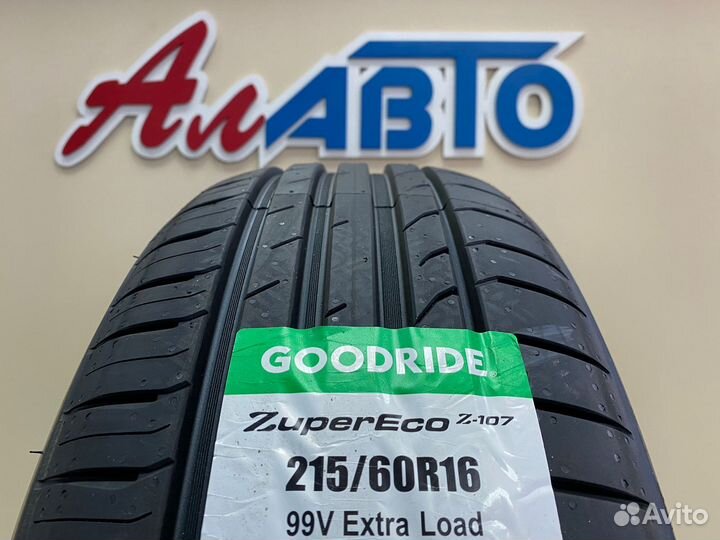 АлАВТО
GOODRIDE
ZuperEco Z-107
215/60R16
99V Extra Load
Avito